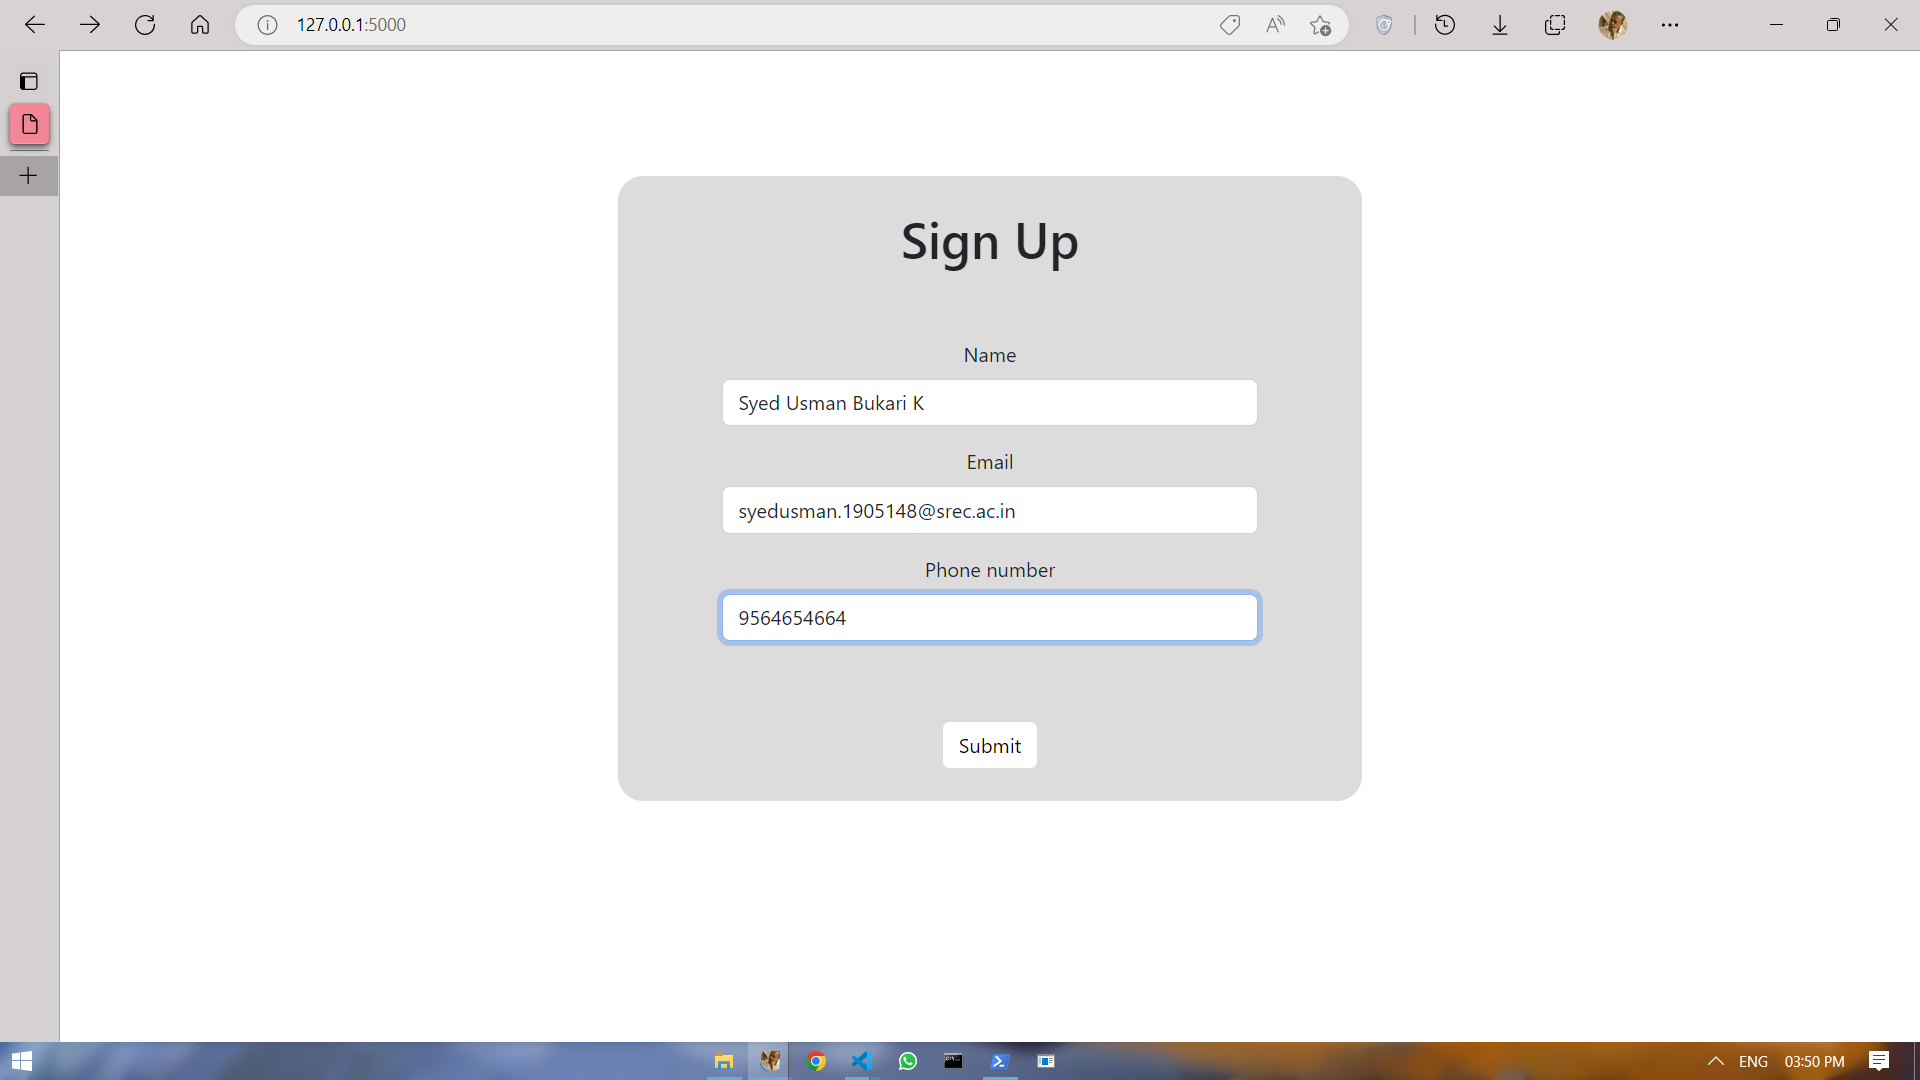 127.0.0.1:5000
Sign Up
Name
Syed Usman Bukari K
Email
syedusman.1905148@srec.ac.in
Phone number
9564654664
Submit
ENG 03:50 PM